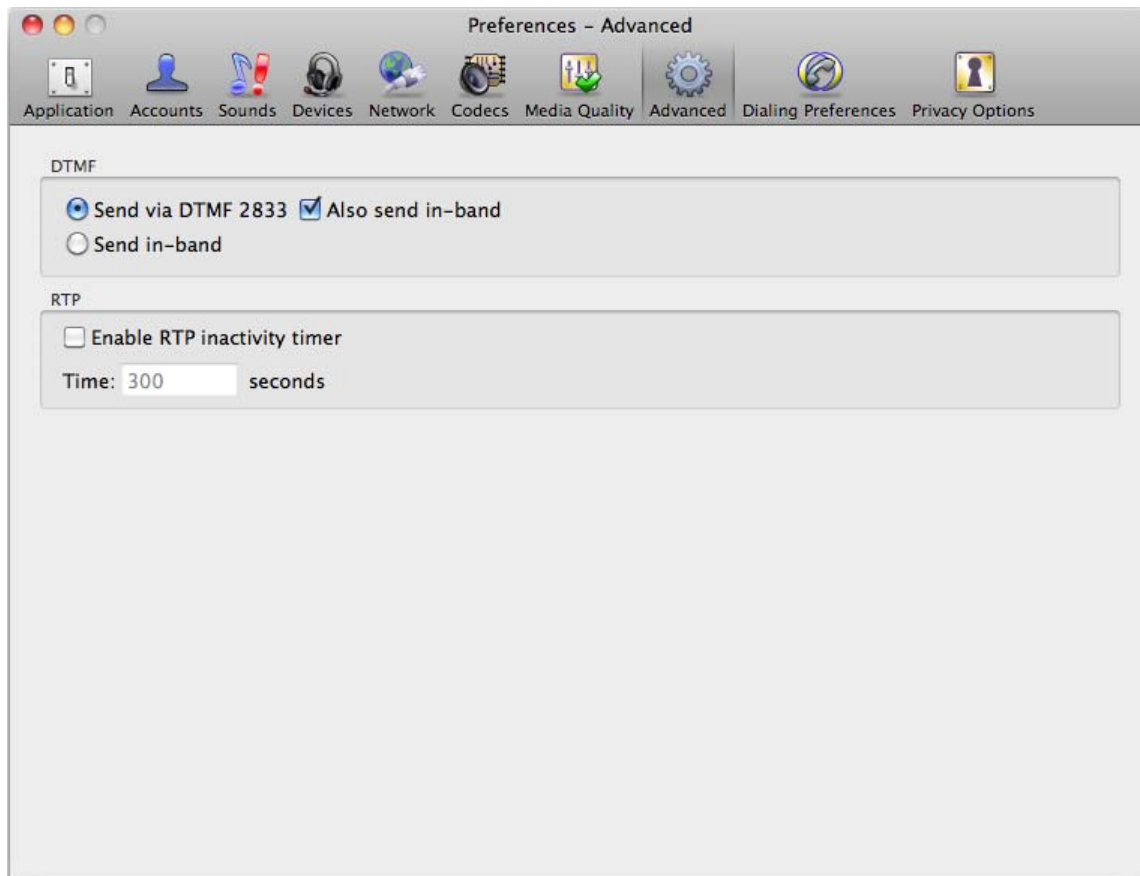 Preferences – Advanced
Application Accounts Sounds Devices Network Codecs Media Quality Advanced Dialing Preferences Privacy Options
DTMF
Send via DTMF 2833 Also send in-band
Send in-band
RTP
Enable RTP inactivity timer
Time: 300 seconds